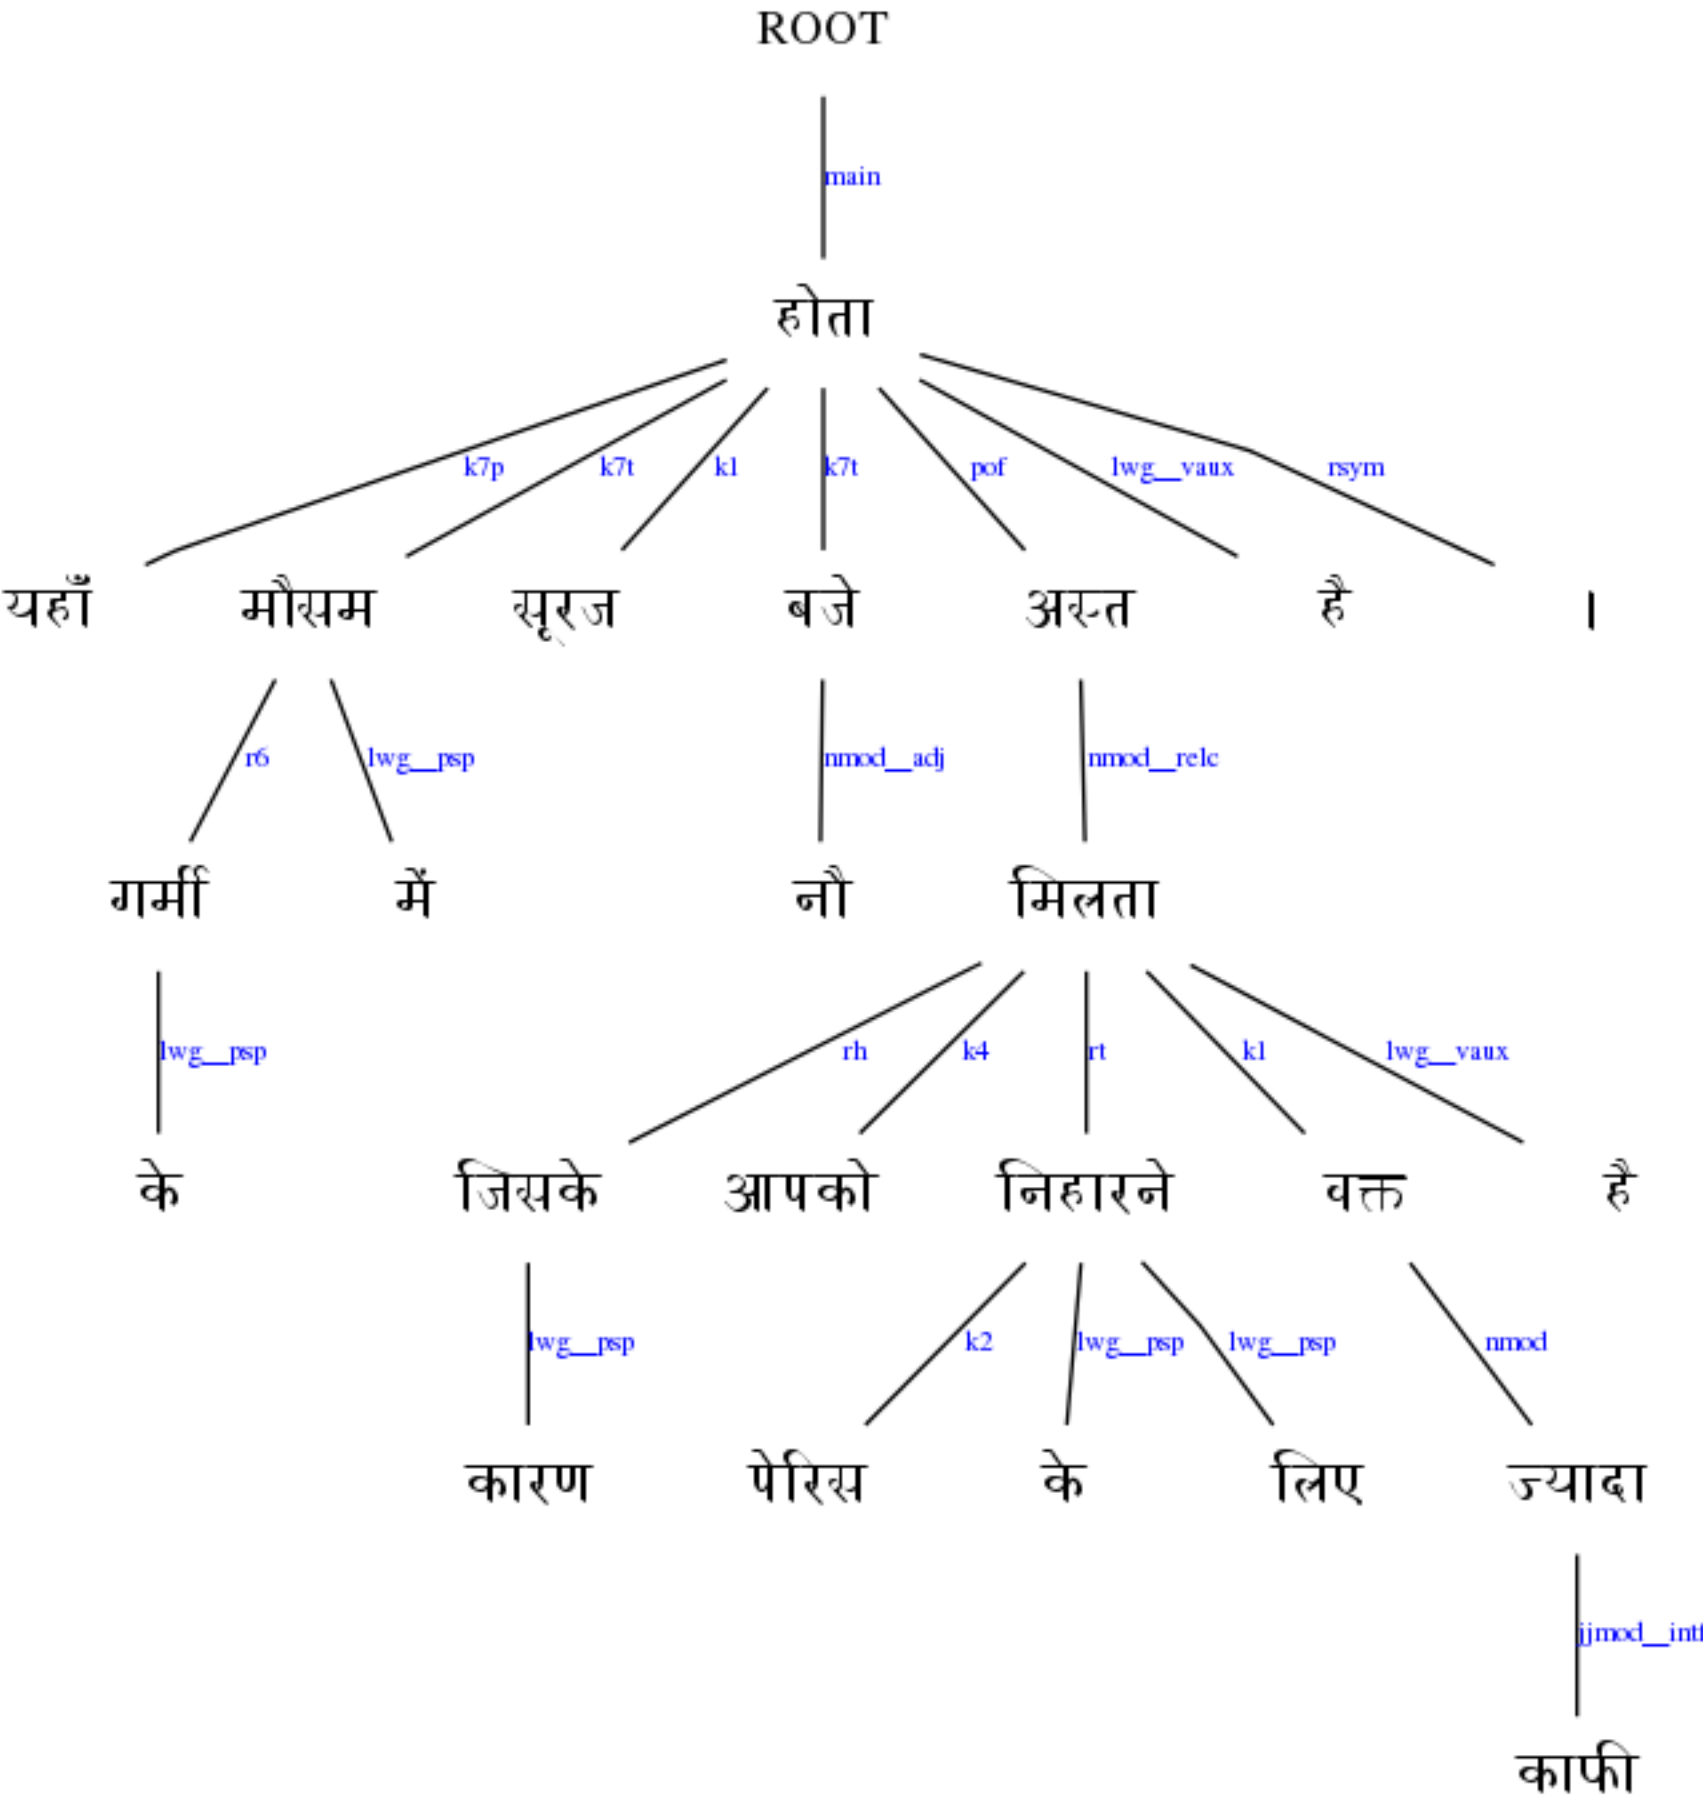 ROOT
main
होता
k7p k7t k1 k7t pof lwg__vaux rsym
यहाँ मौसम सूरज बजे अस्त है ।
r6 lwg__psp nmod__adj nmod__relc
गर्मी में नौ मिलता
lwg__psp rh k4 rt k1 lwg__vaux
के जिसके आपको निहारने वक्त है
lwg__psp k2 lwg__psp lwg__psp nmod
कारण पेरिस के लिए ज्यादा
jjmod__intf
काफी